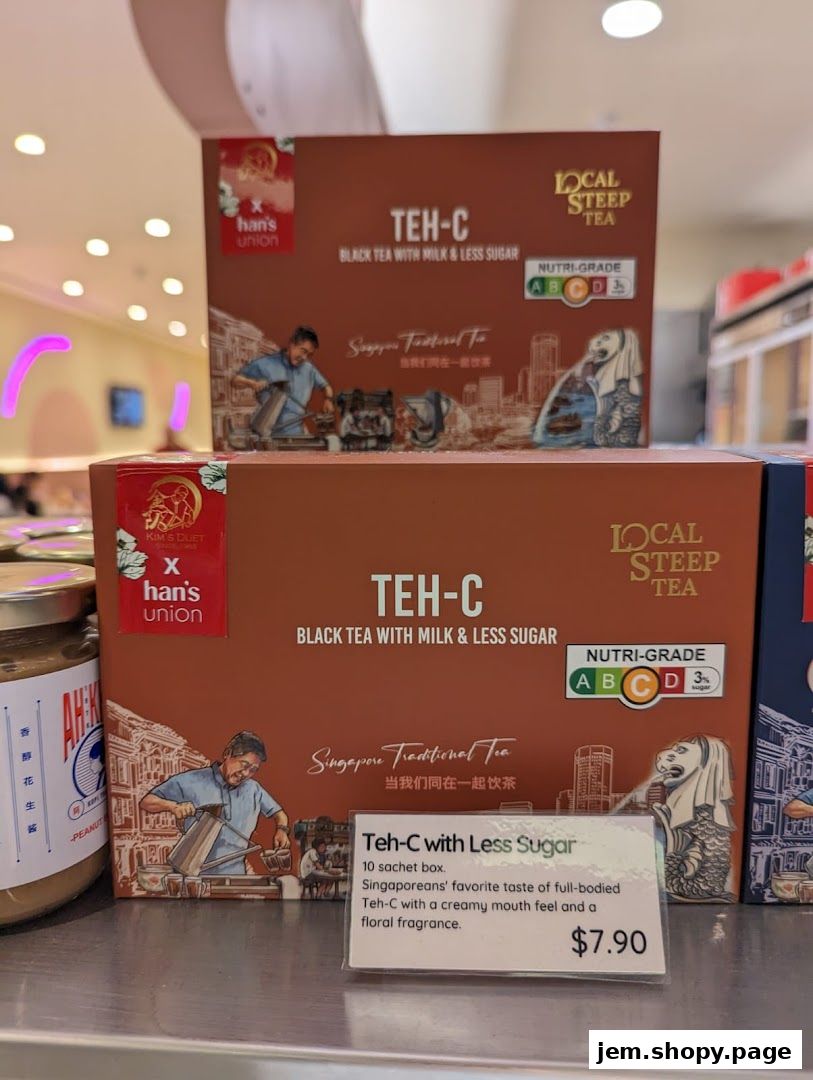 X
han's
union
LOCAL
STEEP
TEA
TEH-C
BLACK TEA WITH MILK & LESS SUGAR
NUTRI-GRADE
A B C D 3%
sugar
Singapore Traditional Tea
当我们同在一起饮茶
KIM'S DUET
X
han's
union
LOCAL
STEEP
TEA
TEH-C
BLACK TEA WITH MILK & LESS SUGAR
NUTRI-GRADE
A B C D 3%
sugar
Singapore Traditional Tea
当我们同在一起饮茶
香醇花生酱
PEANUT
Teh-C with Less Sugar
10 sachet box.
Singaporeans' favorite taste of full-bodied
Teh-C with a creamy mouth feel and a
floral fragrance.
$7.90
jem.shopy.page